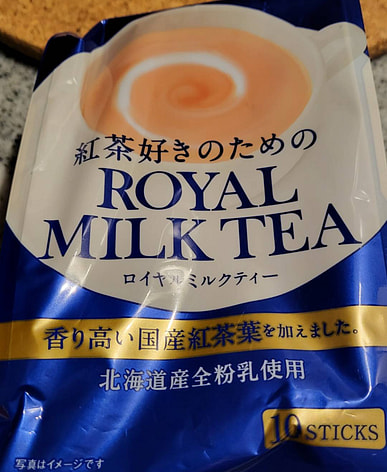 紅茶好きのための
ROYAL
MILK TEA
ロイヤルミルクティー
香り高い国産紅茶葉を加えました。
北海道産全粉乳使用
10 STICKS
写真はイメージです